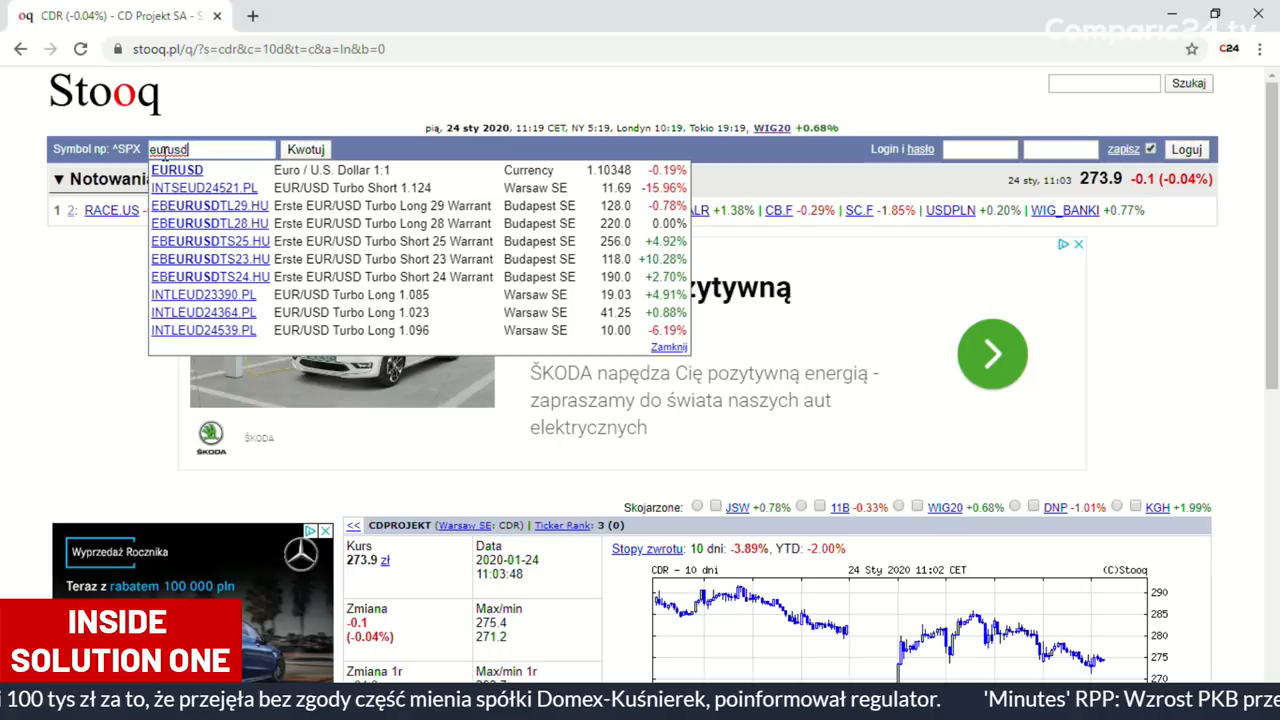 CDR (-0.04%) - CD Projekt SA - S
Comparic24.tv
stooq.pl/q/?s=cdr&c=10d&t=c&a=ln&b=0
C24
Stooq
Szukaj
pią, 24 sty 2020, 11:19 CET, NY 5:19, Londyn 10:19, Tokio 19:19, WIG20 +0.68%
Symbol np: ^SPX eurusd Kwotuj Login i hasło zapisz Loguj
▼ Notowani 24 sty, 11:03 273.9 -0.1 (-0.04%)
EURUSD Euro / U.S. Dollar 1:1 Currency 1.10348 -0.19%
INTSEUD24521.PL EUR/USD Turbo Short 1.124 Warsaw SE 11.69 -15.96%
1 2: RACE.US - EBEURUSDTL29.HU Erste EUR/USD Turbo Long 29 Warrant Budapest SE 128.0 -0.78% ALR +1.38% | CB.F -0.29% | SC.F -1.85% | USDPLN +0.20% | WIG_BANKI +0.77%
EBEURUSDTL28.HU Erste EUR/USD Turbo Long 28 Warrant Budapest SE 220.0 0.00%
EBEURUSDTS25.HU Erste EUR/USD Turbo Short 25 Warrant Budapest SE 256.0 +4.92%
EBEURUSDTS23.HU Erste EUR/USD Turbo Short 23 Warrant Budapest SE 118.0 +10.28%
EBEURUSDTS24.HU Erste EUR/USD Turbo Short 24 Warrant Budapest SE 190.0 +2.70%
INTLEUD23390.PL EUR/USD Turbo Long 1.085 Warsaw SE 19.03 +4.91%
INTLEUD24364.PL EUR/USD Turbo Long 1.023 Warsaw SE 41.25 +0.88%
INTLEUD24539.PL EUR/USD Turbo Long 1.096 Warsaw SE 10.00 -6.19%
Zamknij
zytywną
ŠKODA napędza Cię pozytywną energią -
zapraszamy do świata naszych aut
elektrycznych
ŠKODA
ŠKODA
Skojarzone: JSW +0.78% 11B -0.33% WIG20 +0.68% DNP -1.01% KGH +1.99%
<< CDPROJEKT (Warsaw SE: CDR) | Ticker Rank: 3 (0)
Kurs
273.9 zł
Data
2020-01-24
11:03:48
Zmiana
-0.1
(-0.04%)
Max/min
275.4
271.2
Zmiana 1r
Max/min 1r
Stopy zwrotu: 10 dni: -3.89%, YTD: -2.00%
CDR - 10 dni 24 Sty 2020, 11:02 CET (C)Stooq
290
285
280
275
Wyprzedaż Rocznika
Teraz z rabatem 100 000 pln
INSIDE
SOLUTION ONE
i 100 tys zł za to, że przejęła bez zgody część mienia spółki Domex-Kuśnierek, poinformował regulator. 'Minutes' RPP: Wzrost PKB prze